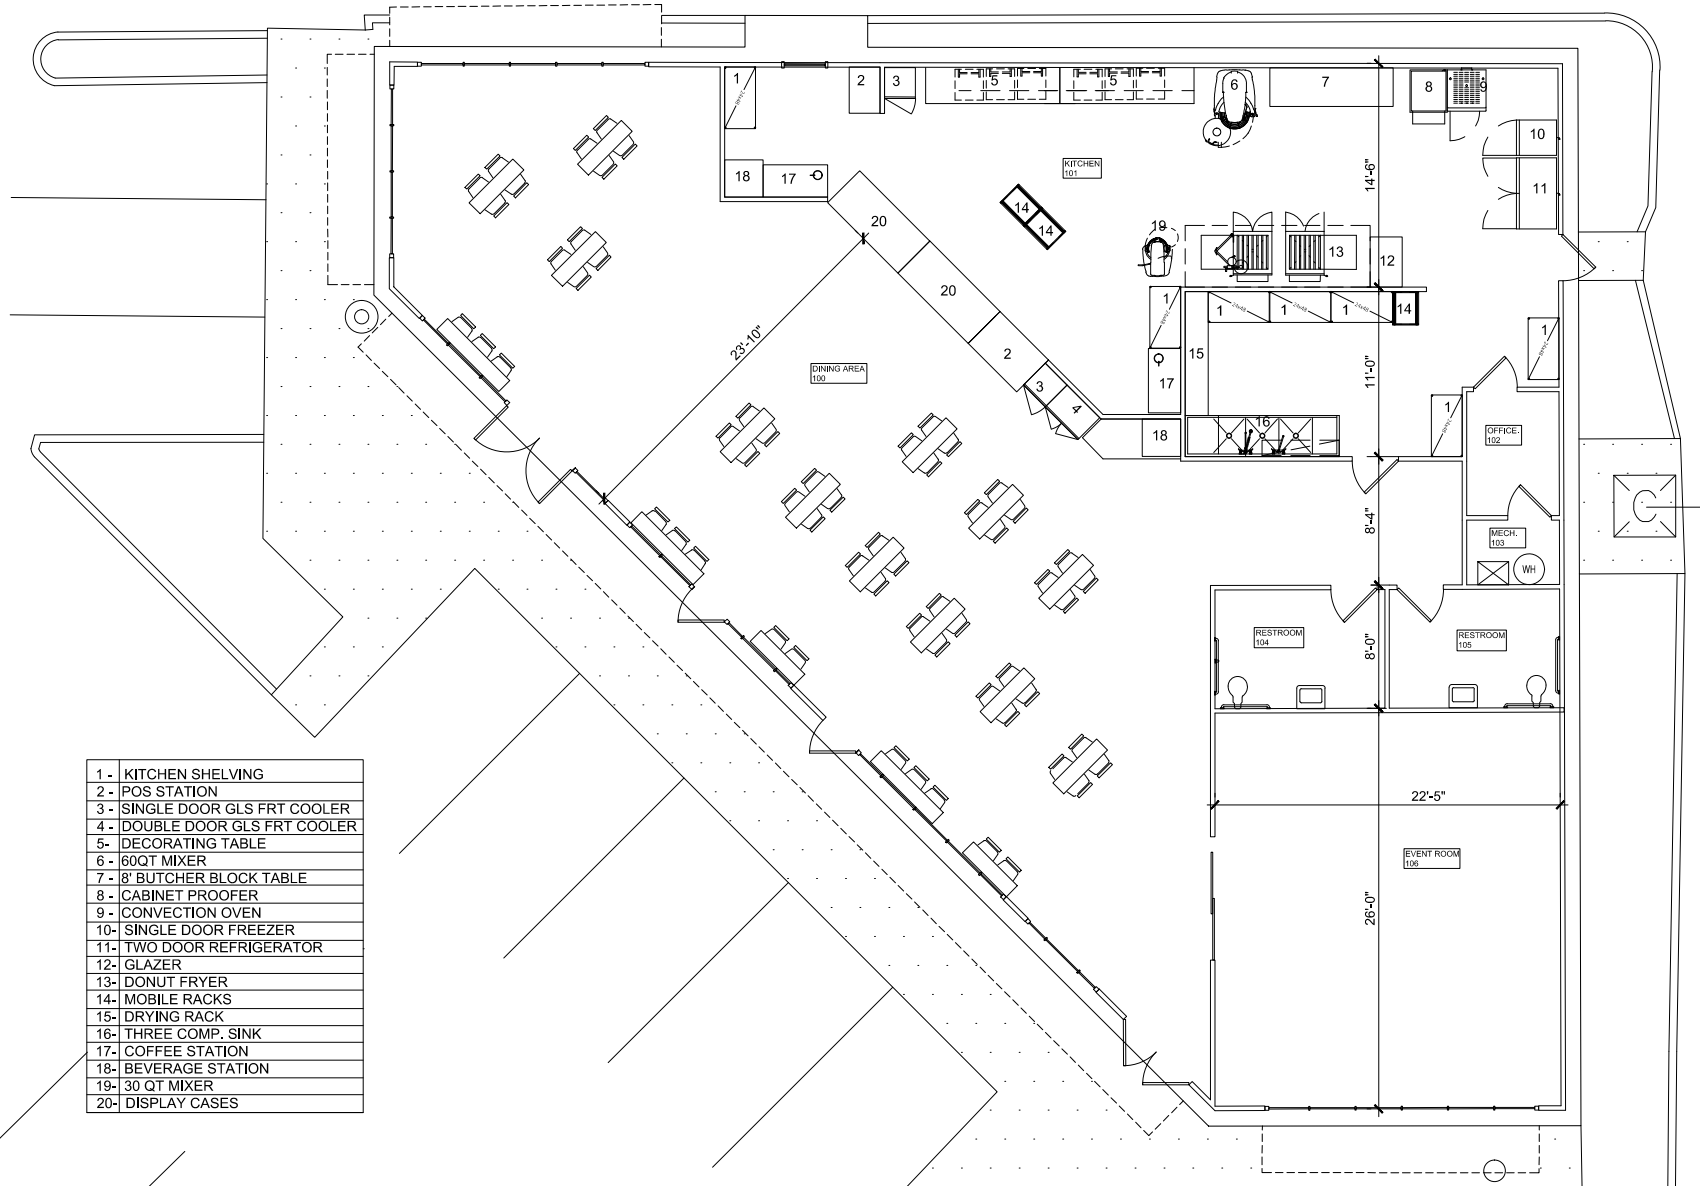 1
2
3
5
5
6
7
8
9
10
11
24x48
18
17
KITCHEN
101
14'-6"
14
14
20
19
13
12
20
1
1
1
1
14
24x48
24x48
24x48
24x48
23'-10"
2
15
11'-0"
1
24x48
3
4
17
DINING AREA
100
1
24x48
18
16
OFFICE.
102
8'-4"
MECH.
103
WH
RESTROOM
104
8'-0"
RESTROOM
105
22'-5"
EVENT ROOM
106
26'-0"
1 - KITCHEN SHELVING
2 - POS STATION
3 - SINGLE DOOR GLS FRT COOLER
4 - DOUBLE DOOR GLS FRT COOLER
5- DECORATING TABLE
6 - 60QT MIXER
7 - 8' BUTCHER BLOCK TABLE
8 - CABINET PROOFER
9 - CONVECTION OVEN
10- SINGLE DOOR FREEZER
11- TWO DOOR REFRIGERATOR
12- GLAZER
13- DONUT FRYER
14- MOBILE RACKS
15- DRYING RACK
16- THREE COMP. SINK
17- COFFEE STATION
18- BEVERAGE STATION
19- 30 QT MIXER
20- DISPLAY CASES